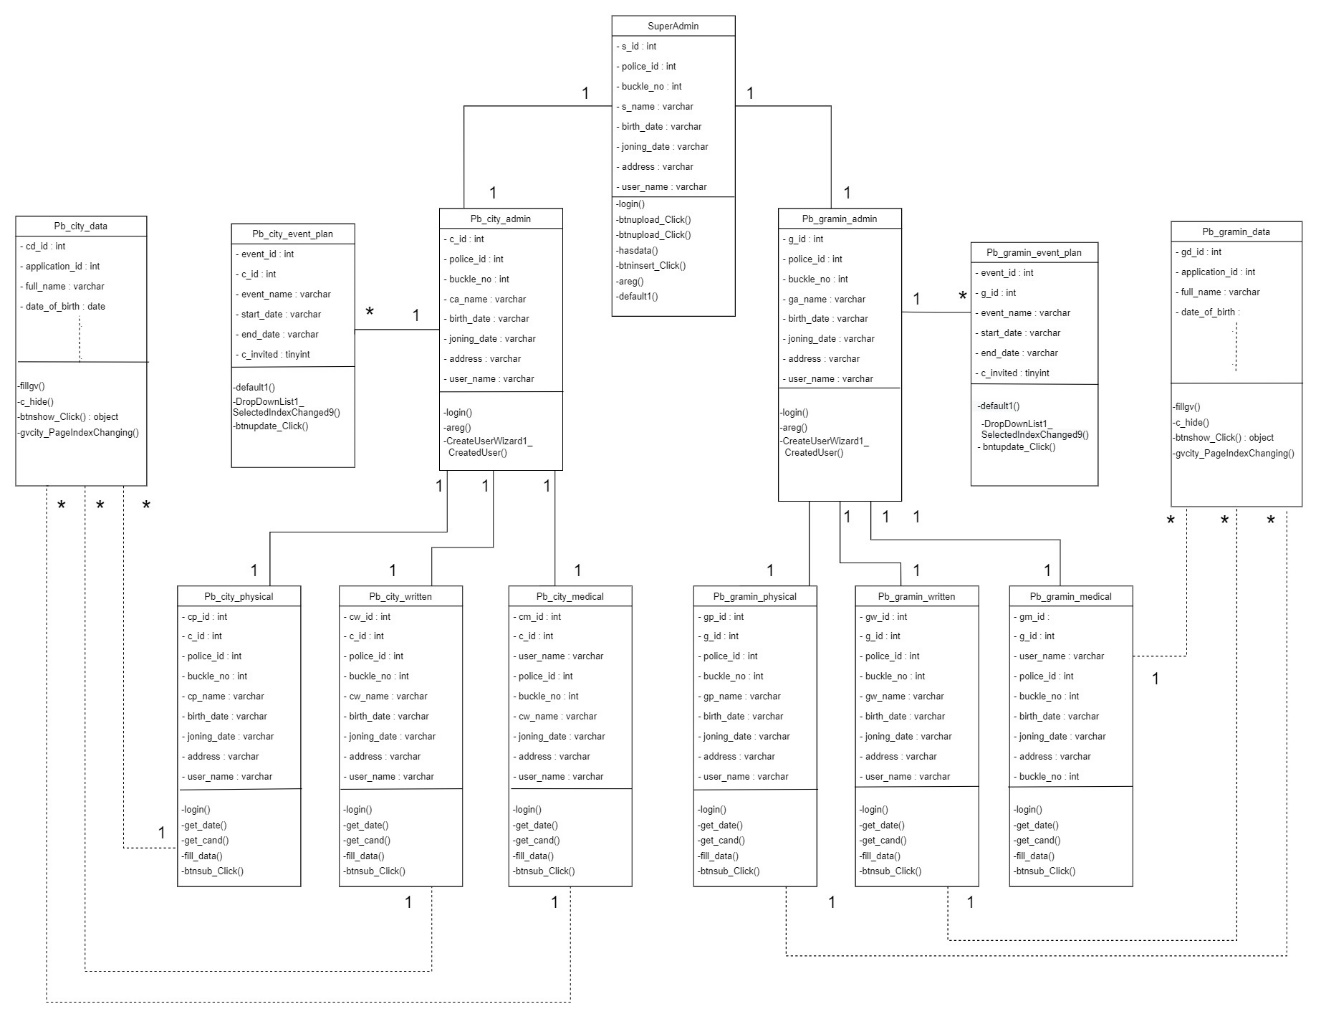 SuperAdmin
- s_id : int
- police_id : int
- buckle_no : int
- s_name : varchar
- birth_date : varchar
- joning_date : varchar
- address : varchar
- user_name : varchar
-login()
-btnupload_Click()
-btnupload_Click()
-hasdata()
-btninsert_Click()
-areg()
-default1()
1
1
1
1
Pb_city_data
- cd_id : int
- application_id : int
- full_name : varchar
- date_of_birth : date
-fillgv()
-c_hide()
-btnshow_Click() : object
-gvcity_PageIndexChanging()
* * *
Pb_city_event_plan
- event_id : int
- c_id : int
- event_name : varchar
- start_date : varchar
- end_date : varchar
- c_invited : tinyint
-default1()
-DropDownList1_
SelectedIndexChanged9()
-btnupdate_Click()
* 1
Pb_city_admin
- c_id : int
- police_id : int
- buckle_no : int
- ca_name : varchar
- birth_date : varchar
- joning_date : varchar
- address : varchar
- user_name : varchar
-login()
-areg()
-CreateUserWizard1_
CreatedUser()
1 1 1
Pb_gramin_admin
- g_id : int
- police_id : int
- buckle_no : int
- ga_name : varchar
- birth_date : varchar
- joning_date : varchar
- address : varchar
- user_name : varchar
-login()
-areg()
-CreateUserWizard1_
CreatedUser()
1 1 1
1 *
Pb_gramin_event_plan
- event_id : int
- g_id : int
- event_name : varchar
- start_date : varchar
- end_date : varchar
- c_invited : tinyint
-default1()
-DropDownList1_
SelectedIndexChanged9()
- bntupdate_Click()
Pb_gramin_data
- gd_id : int
- application_id : int
- full_name : varchar
- date_of_birth :
-fillgv()
-c_hide()
-btnshow_Click() : object
-gvcity_PageIndexChanging()
* * *
1 1 1 1 1 1
Pb_city_physical
- cp_id : int
- c_id : int
- police_id : int
- buckle_no : int
- cp_name : varchar
- birth_date : varchar
- joning_date : varchar
- address : varchar
- user_name : varchar
-login()
-get_date()
-get_cand()
-fill_data()
-btnsub_Click()
1
Pb_city_written
- cw_id : int
- c_id : int
- police_id : int
- buckle_no : int
- cw_name : varchar
- birth_date : varchar
- joning_date : varchar
- address : varchar
- user_name : varchar
-login()
-get_date()
-get_cand()
-fill_data()
-btnsub_Click()
1
Pb_city_medical
- cm_id : int
- c_id : int
- user_name : varchar
- police_id : int
- buckle_no : int
- cw_name : varchar
- joning_date : varchar
- address : varchar
- user_name : varchar
-login()
-get_date()
-get_cand()
-fill_data()
-btnsub_Click()
1
Pb_gramin_physical
- gp_id : int
- g_id : int
- police_id : int
- buckle_no : int
- gp_name : varchar
- birth_date : varchar
- joning_date : varchar
- address : varchar
- user_name : varchar
-login()
-get_date()
-get_cand()
-fill_data()
-btnsub_Click()
1
Pb_gramin_written
- gw_id : int
- g_id : int
- police_id : int
- buckle_no : int
- gw_name : varchar
- birth_date : varchar
- joning_date : varchar
- address : varchar
- user_name : varchar
-login()
-get_date()
-get_cand()
-fill_data()
-btnsub_Click()
1
Pb_gramin_medical
- gm_id :
- g_id : int
- user_name : varchar
- police_id : int
- buckle_no : int
- birth_date : varchar
- joning_date : varchar
- address : varchar
- buckle_no : int
-login()
-get_date()
-get_cand()
-fill_data()
-btnsub_Click()
1